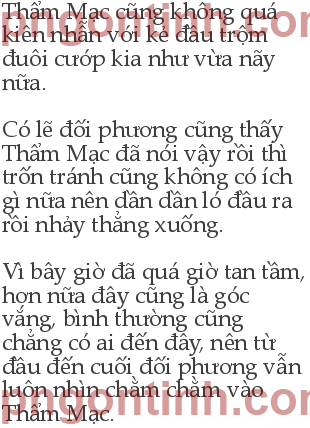 Thẩm Mạc cũng không quá
kiên nhẫn với kẻ đầu trộm
đuôi cướp kia như vừa nãy
nữa.
Có lẽ đối phương cũng thấy
Thẩm Mạc đã nói vậy rồi thì
trốn tránh cũng không có ích
gì nữa nên dần dần ló đầu ra
rồi nhảy thẳng xuống.
Vì bây giờ đã quá giờ tan tầm,
hơn nữa đây cũng là góc
vắng, bình thường cũng
chẳng có ai đến đây, nên từ
đầu đến cuối đối phương vẫn
luôn nhìn chằm chằm vào
Thẩm Mạc.
pngontinh.com
pngontinh.com